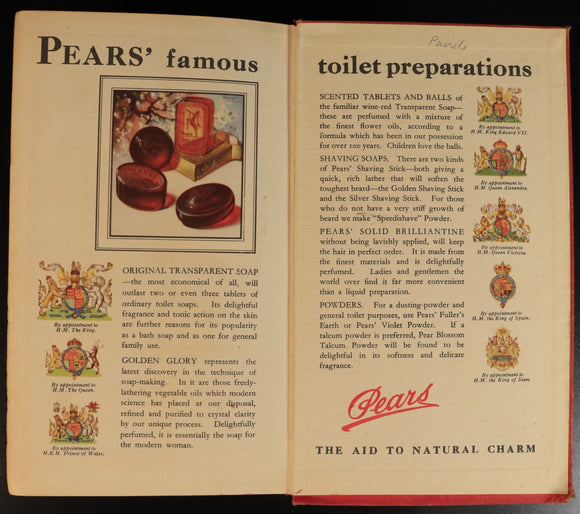 PEARS' famous
By appointment to
H.M. The King.
By appointment to
H.M. The Queen.
By appointment to
H.R.H. Prince of Wales.
ORIGINAL TRANSPARENT SOAP
—the most economical of all, will
outlast two or even three tablets of
ordinary toilet soaps. Its delightful
fragrance and tonic action on the skin
are further reasons for its popularity
as a bath soap and as one for general
family use.
GOLDEN GLORY represents the
latest discovery in the technique of
soap-making. In it are those freely-
lathering vegetable oils which modern
science has placed at our disposal,
refined and purified to crystal clarity
by our unique process. Delightfully
perfumed, it is essentially the soap for
the modern woman.
toilet preparations
SCENTED TABLETS AND BALLS of
the familiar wine-red Transparent Soap—
these are perfumed with a mixture of
the finest flower oils, according to a
formula which has been in our possession
for over 100 years. Children love the balls.
SHAVING SOAPS. There are two kinds
of Pears' Shaving Stick—both giving a
quick, rich lather that will soften the
toughest beard—the Golden Shaving Stick
and the Silver Shaving Stick. For those
who do not have a very stiff growth of
beard we make "Speedishave" Powder.
PEARS' SOLID BRILLIANTINE
without being lavishly applied, will keep
the hair in perfect order. It is made from
the finest materials and is delightfully
perfumed. Ladies and gentlemen the
world over find it far more convenient
than a liquid preparation.
POWDERS. For a dusting-powder and
general toilet purposes, use Pears' Fuller's
Earth or Pears' Violet Powder. If a
talcum powder is preferred, Pear Blossom
Talcum. Powder will be found to be
delightful in its softness and delicate
fragrance.
By appointment to
H.M. King Edward VII.
By appointment to
H.M. Queen Alexandra.
By appointment to
H.M. Queen Victoria.
By appointment to
H.M. the King of Spain.
By appointment to
H.M. the King of Siam
Pears
THE AID TO NATURAL CHARM